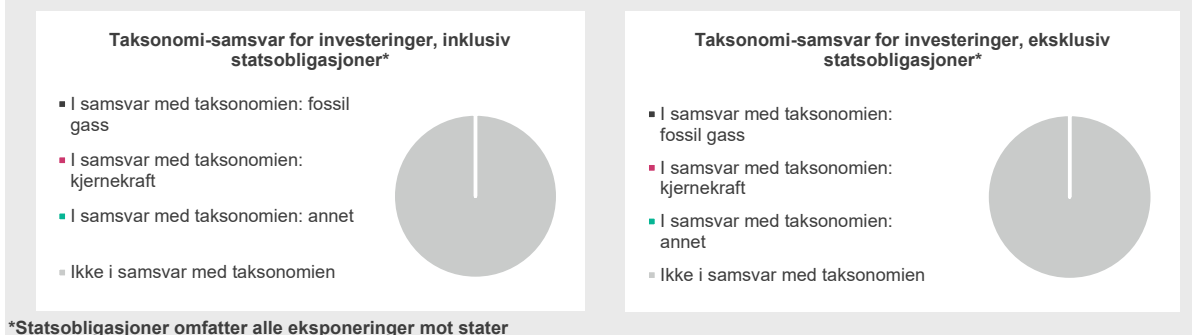 Taksonomi-samsvar for investeringer, inklusiv
statsobligasjoner*
I samsvar med taksonomien: fossil
gass
I samsvar med taksonomien:
kjernekraft
I samsvar med taksonomien: annet
Ikke i samsvar med taksonomien
Taksonomi-samsvar for investeringer, eksklusiv
statsobligasjoner*
I samsvar med taksonomien:
fossil gass
I samsvar med taksonomien:
kjernekraft
I samsvar med taksonomien:
annet
Ikke i samsvar med taksonomien
*Statsobligasjoner omfatter alle eksponeringer mot stater